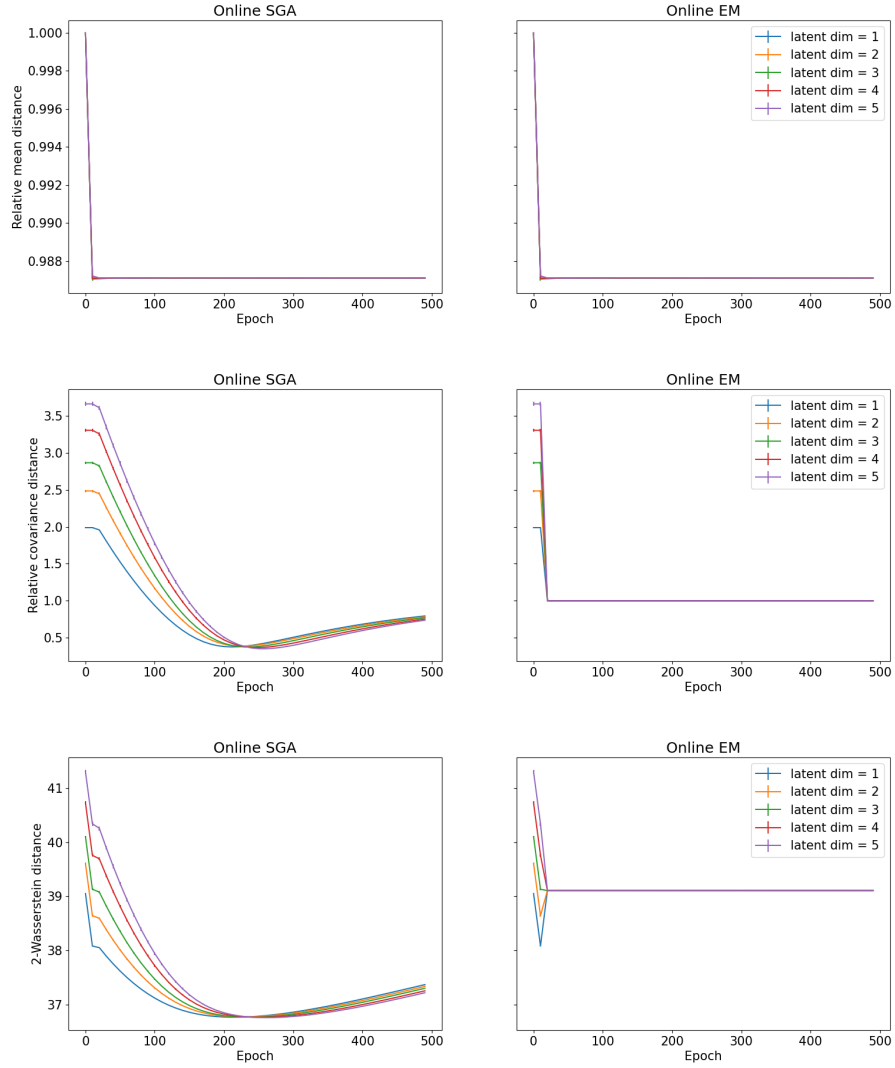 Online SGA
Online EM
1.000
0.998
0.996
0.994
0.992
0.990
0.988
Relative mean distance
0 100 200 300 400 500
Epoch
latent dim = 1
latent dim = 2
latent dim = 3
latent dim = 4
latent dim = 5
0 100 200 300 400 500
Epoch
Online SGA
Online EM
3.5
3.0
2.5
2.0
1.5
1.0
0.5
Relative covariance distance
0 100 200 300 400 500
Epoch
latent dim = 1
latent dim = 2
latent dim = 3
latent dim = 4
latent dim = 5
0 100 200 300 400 500
Epoch
Online SGA
Online EM
41
40
39
38
37
2-Wasserstein distance
0 100 200 300 400 500
Epoch
latent dim = 1
latent dim = 2
latent dim = 3
latent dim = 4
latent dim = 5
0 100 200 300 400 500
Epoch